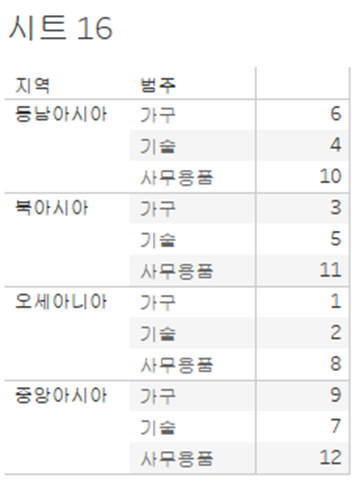 시트 16
지역 범주
동남아시아 가구 6
기술 4
사무용품 10
북아시아 가구 3
기술 5
사무용품 11
오세아니아 가구 1
기술 2
사무용품 8
중앙아시아 가구 9
기술 7
사무용품 12